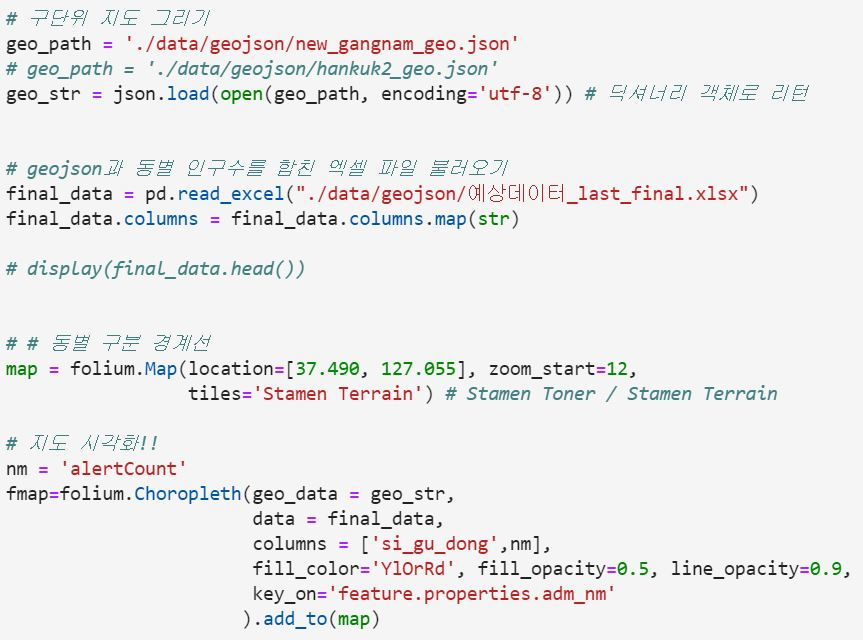 # 구단위 지도 그리기
geo_path = './data/geojson/new_gangnam_geo.json'
# geo_path = './data/geojson/hankuk2_geo.json'
geo_str = json.load(open(geo_path, encoding='utf-8')) # 딕셔너리 객체로 리턴
# geojson과 동별 인구수를 합친 엑셀 파일 불러오기
final_data = pd.read_excel("./data/geojson/예상데이터_last_final.xlsx")
final_data.columns = final_data.columns.map(str)
# display(final_data.head())
# # 동별 구분 경계선
map = folium.Map(location=[37.490, 127.055], zoom_start=12,
tiles='Stamen Terrain') # Stamen Toner / Stamen Terrain
# 지도 시각화!!
nm = 'alertCount'
fmap=folium.Choropleth(geo_data = geo_str,
data = final_data,
columns = ['si_gu_dong',nm],
fill_color='YlOrRd', fill_opacity=0.5, line_opacity=0.9,
key_on='feature.properties.adm_nm'
).add_to(map)